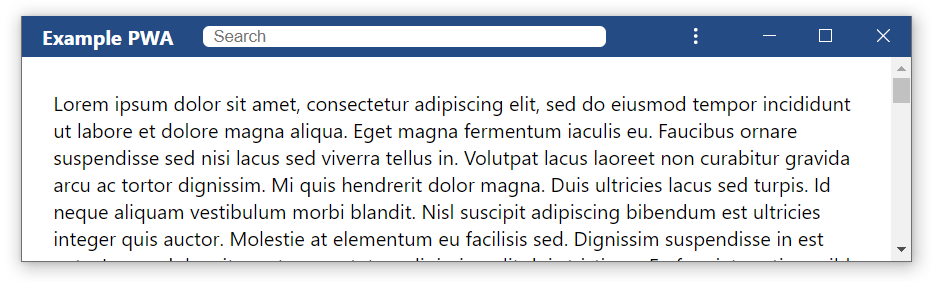 Example PWA
Search
Lorem ipsum dolor sit amet, consectetur adipiscing elit, sed do eiusmod tempor incididunt
ut labore et dolore magna aliqua. Eget magna fermentum iaculis eu. Faucibus ornare
suspendisse sed nisi lacus sed viverra tellus in. Volutpat lacus laoreet non curabitur gravida
arcu ac tortor dignissim. Mi quis hendrerit dolor magna. Duis ultricies lacus sed turpis. Id
neque aliquam vestibulum morbi blandit. Nisl suscipit adipiscing bibendum est ultricies
integer quis auctor. Molestie at elementum eu facilisis sed. Dignissim suspendisse in est